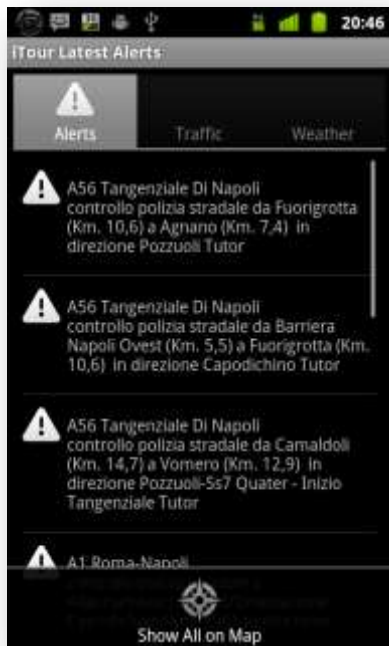 20:46
iTour Latest Alerts
Alerts
Traffic
Weather
A56 Tangenziale Di Napoli
controllo polizia stradale da Fuorigrotta
(Km. 10,6) a Agnano (Km. 7,4) in
direzione Pozzuoli Tutor
A56 Tangenziale Di Napoli
controllo polizia stradale da Barriera
Napoli Ovest (Km. 5,5) a Fuorigrotta (Km.
10,6) in direzione Capodichino Tutor
A56 Tangenziale Di Napoli
controllo polizia stradale da Camaldoli
(Km. 14,7) a Vomero (Km. 12,9) in
direzione Pozzuoli-Ss7 Quater - Inizio
Tangenziale Tutor
A1 Roma-Napoli
Show All on Map